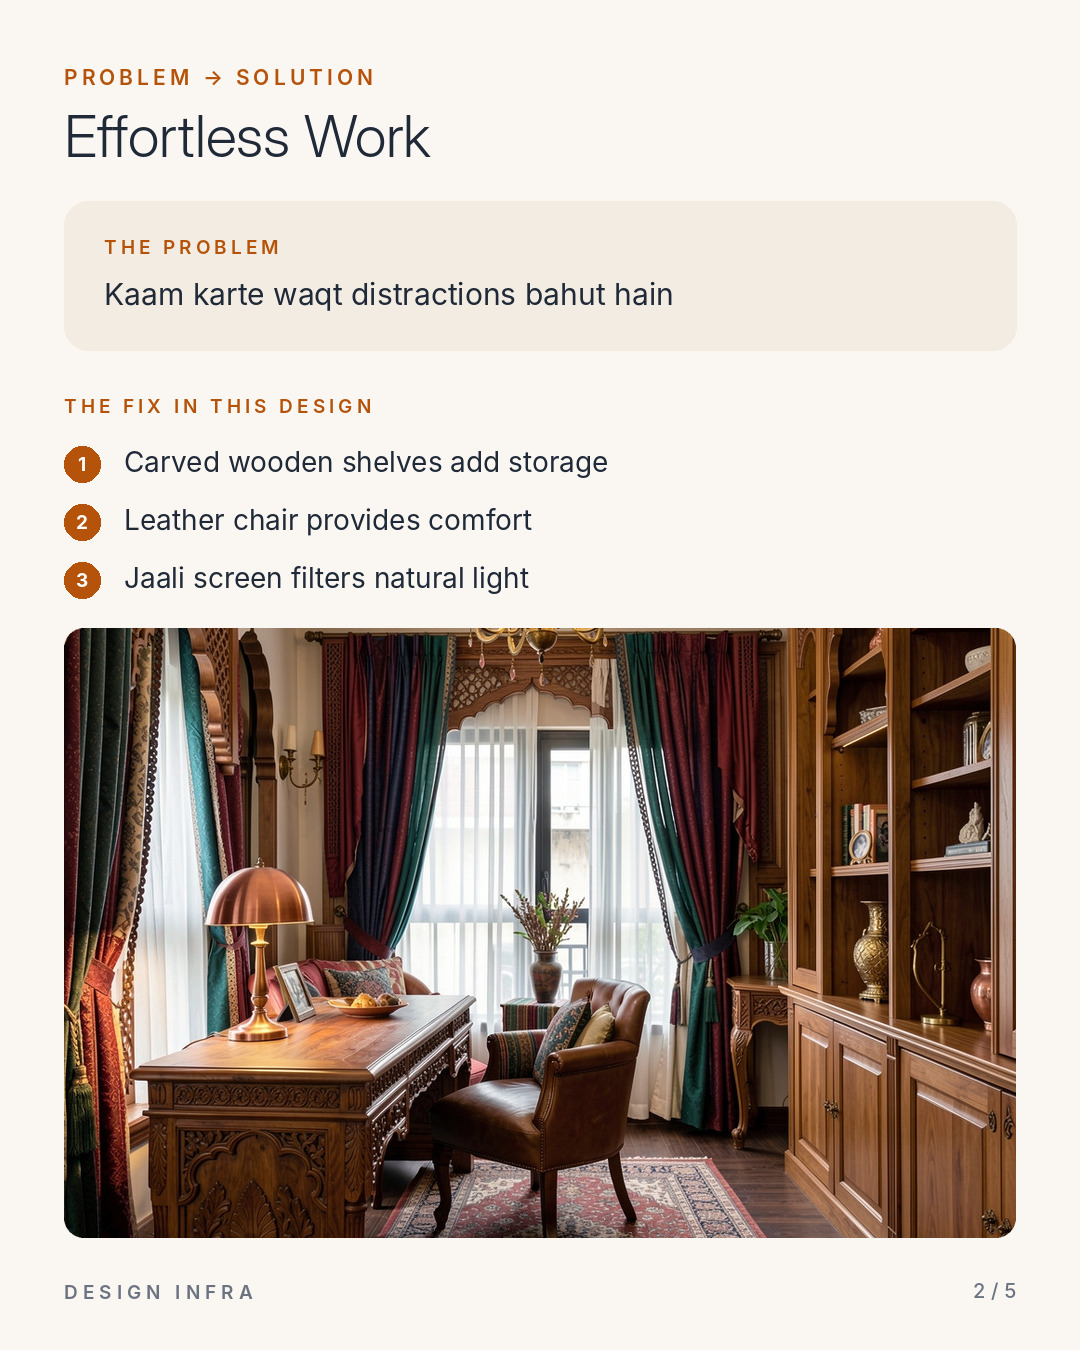 PROBLEM → SOLUTION
Effortless Work
THE PROBLEM
Kaam karte waqt distractions bahut hain
THE FIX IN THIS DESIGN
1 Carved wooden shelves add storage
2 Leather chair provides comfort
3 Jaali screen filters natural light
DESIGN INFRA
2 / 5